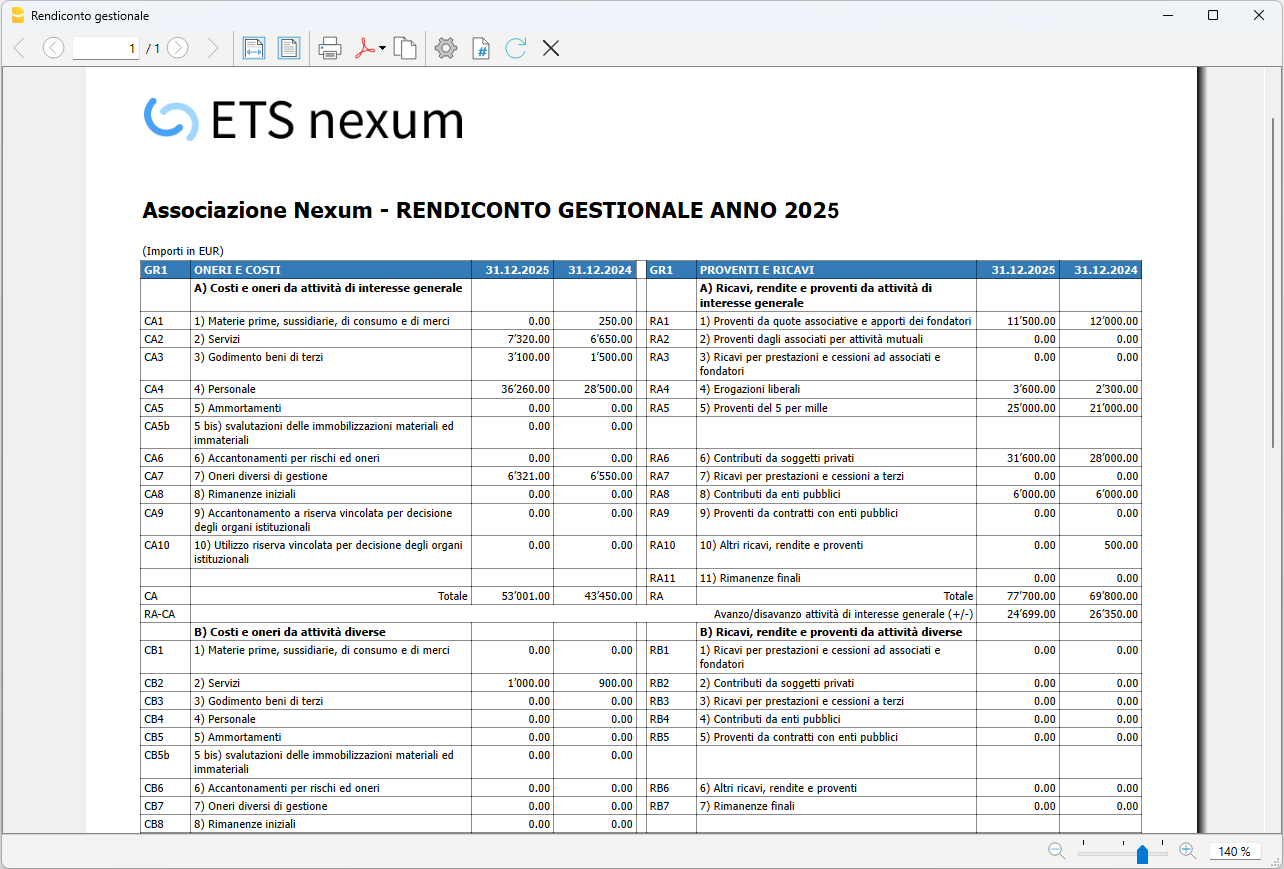 Rendiconto gestionale
1 / 1
ETS nexum
Associazione Nexum - RENDICONTO GESTIONALE ANNO 2025
(Importi in EUR)
GR1 ONERI E COSTI 31.12.2025 31.12.2024 GR1 PROVENTI E RICAVI 31.12.2025 31.12.2024
A) Costi e oneri da attività di interesse generale A) Ricavi, rendite e proventi da attività di
interesse generale
CA1 1) Materie prime, sussidiarie, di consumo e di merci 0.00 250.00 RA1 1) Proventi da quote associative e apporti dei fondatori 11’500.00 12’000.00
CA2 2) Servizi 7’320.00 6’650.00 RA2 2) Proventi dagli associati per attività mutuali 0.00 0.00
CA3 3) Godimento beni di terzi 3’100.00 1’500.00 RA3 3) Ricavi per prestazioni e cessioni ad associati e 0.00 0.00
fondatori
CA4 4) Personale 36’260.00 28’500.00 RA4 4) Erogazioni liberali 3’600.00 2’300.00
CA5 5) Ammortamenti 0.00 0.00 RA5 5) Proventi del 5 per mille 25’000.00 21’000.00
CA5b 5 bis) svalutazioni delle immobilizzazioni materiali ed 0.00 0.00
immateriali
CA6 6) Accantonamenti per rischi ed oneri 0.00 0.00 RA6 6) Contributi da soggetti privati 31’600.00 28’000.00
CA7 7) Oneri diversi di gestione 6’321.00 6’550.00 RA7 7) Ricavi per prestazioni e cessioni a terzi 0.00 0.00
CA8 8) Rimanenze iniziali 0.00 0.00 RA8 8) Contributi da enti pubblici 6’000.00 6’000.00
CA9 9) Accantonamento a riserva vincolata per decisione 0.00 0.00 RA9 9) Proventi da contratti con enti pubblici 0.00 0.00
degli organi istituzionali
CA10 10) Utilizzo riserva vincolata per decisione degli organi 0.00 0.00 RA10 10) Altri ricavi, rendite e proventi 0.00 500.00
istituzionali
RA11 11) Rimanenze finali 0.00 0.00
CA Totale 53’001.00 43’450.00 RA Totale 77’700.00 69’800.00
RA-CA Avanzo/disavanzo attività di interesse generale (+/-) 24’699.00 26’350.00
B) Costi e oneri da attività diverse B) Ricavi, rendite e proventi da attività diverse
CB1 1) Materie prime, sussidiarie, di consumo e di merci 0.00 0.00 RB1 1) Ricavi per prestazioni e cessioni ad associati e 0.00 0.00
fondatori
CB2 2) Servizi 1’000.00 900.00 RB2 2) Contributi da soggetti privati 0.00 0.00
CB3 3) Godimento beni di terzi 0.00 0.00 RB3 3) Ricavi per prestazioni e cessioni a terzi 0.00 0.00
CB4 4) Personale 0.00 0.00 RB4 4) Contributi da enti pubblici 0.00 0.00
CB5 5) Ammortamenti 0.00 0.00 RB5 5) Proventi da contratti con enti pubblici 0.00 0.00
CB5b 5 bis) svalutazioni delle immobilizzazioni materiali ed 0.00 0.00
immateriali
CB6 6) Accantonamenti per rischi ed oneri 0.00 0.00 RB6 6) Altri ricavi, rendite e proventi 0.00 0.00
CB7 7) Oneri diversi di gestione 0.00 0.00 RB7 7) Rimanenze finali 0.00 0.00
CB8 8) Rimanenze iniziali 0.00 0.00
140 %